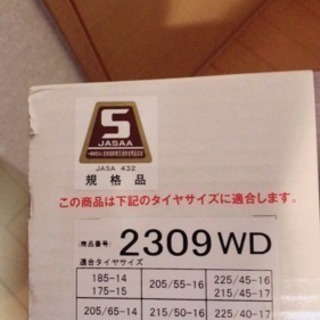 S
JASAA
JASA 432
規格品
この商品は下記のタイヤサイズに適合します。
(商品番号) 2309WD
適合タイヤサイズ
185-14 205/55-16 225/45-16
175-15 215/45-17
205/65-14 215/50-16 225/40-17